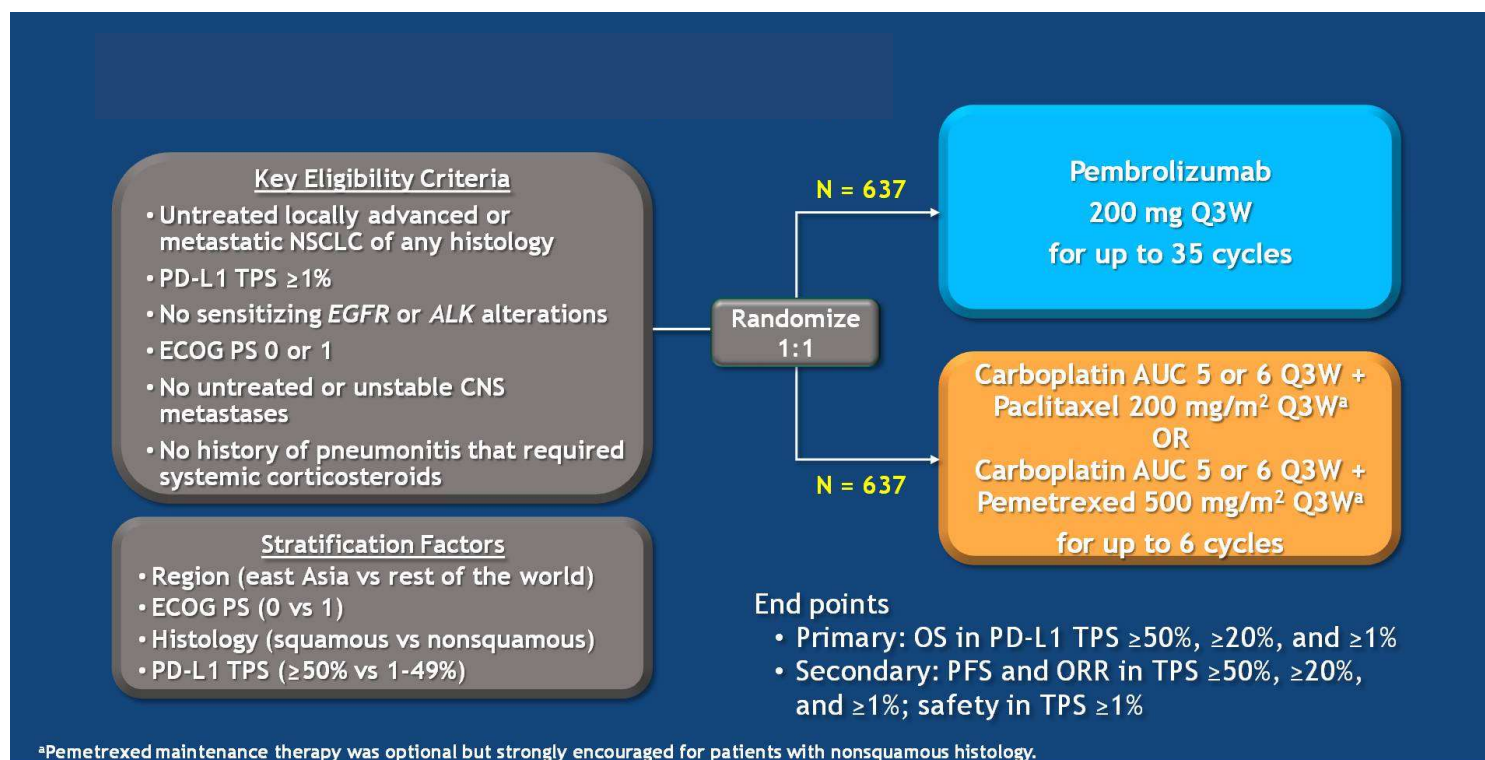 Key Eligibility Criteria
• Untreated locally advanced or
metastatic NSCLC of any histology
• PD-L1 TPS ≥1%
• No sensitizing EGFR or ALK alterations
• ECOG PS 0 or 1
• No untreated or unstable CNS
metastases
• No history of pneumonitis that required
systemic corticosteroids
Stratification Factors
• Region (east Asia vs rest of the world)
• ECOG PS (0 vs 1)
• Histology (squamous vs nonsquamous)
• PD-L1 TPS (≥50% vs 1-49%)
Randomize
1:1
N = 637
Pembrolizumab
200 mg Q3W
for up to 35 cycles
N = 637
Carboplatin AUC 5 or 6 Q3W +
Paclitaxel 200 mg/m² Q3Wᵃ
OR
Carboplatin AUC 5 or 6 Q3W +
Pemetrexed 500 mg/m² Q3Wᵃ
for up to 6 cycles
End points
• Primary: OS in PD-L1 TPS ≥50%, ≥20%, and ≥1%
• Secondary: PFS and ORR in TPS ≥50%, ≥20%,
and ≥1%; safety in TPS ≥1%
ᵃPemetrexed maintenance therapy was optional but strongly encouraged for patients with nonsquamous histology.